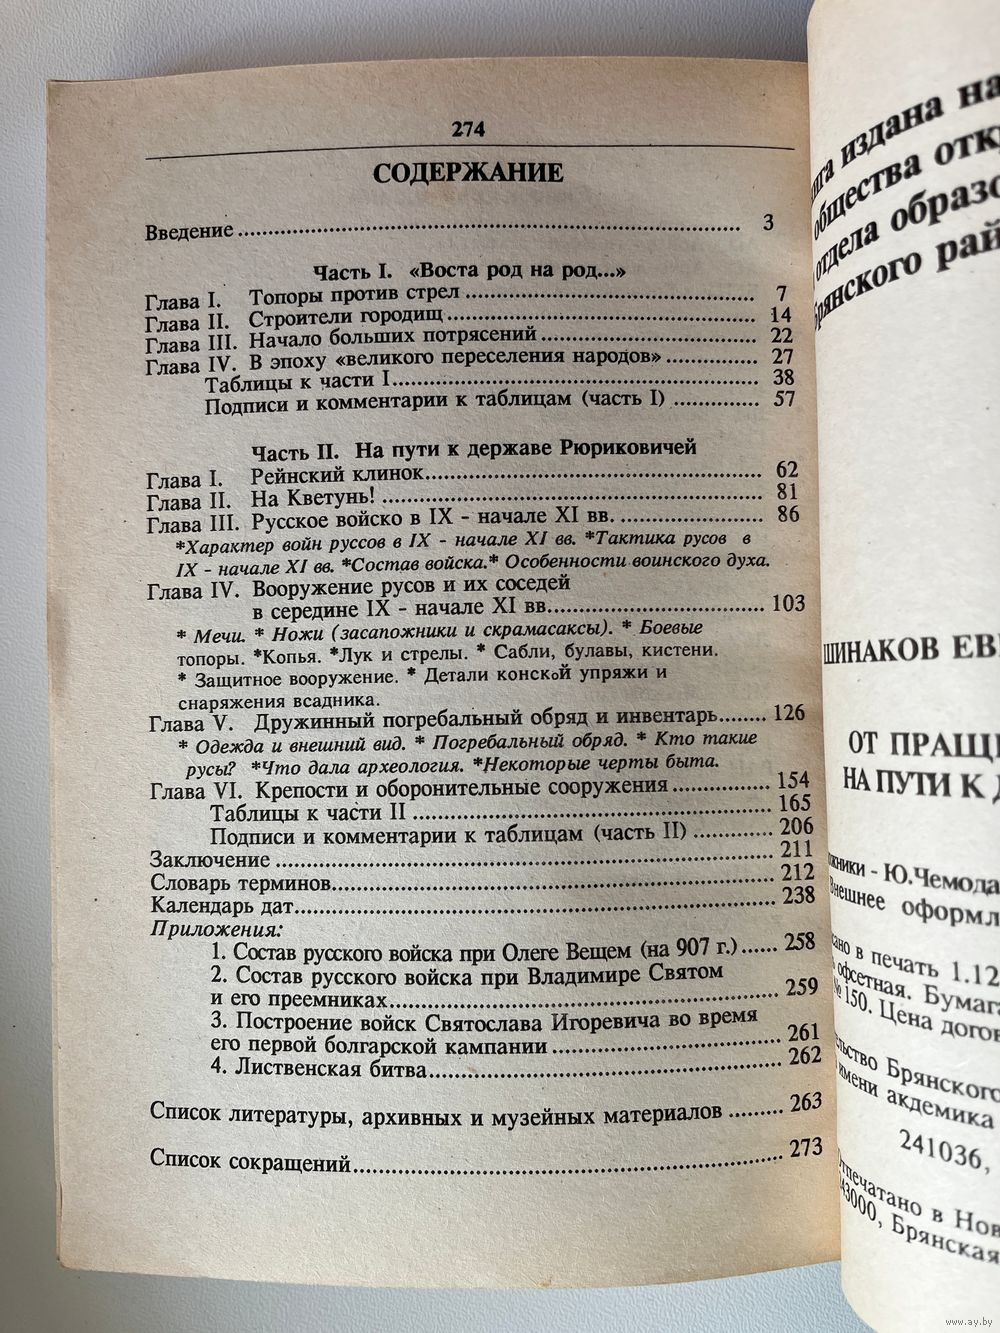 274
СОДЕРЖАНИЕ
Введение .......... 3
Часть I. «Воста род на род...»
Глава I. Топоры против стрел .......... 7
Глава II. Строители городищ .......... 14
Глава III. Начало больших потрясений .......... 22
Глава IV. В эпоху «великого переселения народов» .......... 27
Таблицы к части I .......... 38
Подписи и комментарии к таблицам (часть I) .......... 57
Часть II. На пути к державе Рюриковичей
Глава I. Рейнский клинок .......... 62
Глава II. На Кветунь! .......... 81
Глава III. Русское войско в IX - начале XI вв. .......... 86
*Характер войн руссов в IX - начале XI вв. *Тактика русов в
IX - начале XI вв. *Состав войска.* Особенности воинского духа.
Глава IV. Вооружение русов и их соседей
в середине IX - начале XI вв. .......... 103
* Мечи. * Ножи (засапожники и скрамасаксы). * Боевые
топоры. *Копья. *Лук и стрелы. * Сабли, булавы, кистени.
* Защитное вооружение. * Детали конской упряжи и
снаряжения всадника.
Глава V. Дружинный погребальный обряд и инвентарь ........ 126
* Одежда и внешний вид. * Погребальный обряд. * Кто такие
русы? *Что дала археология. *Некоторые черты быта.
Глава VI. Крепости и оборонительные сооружения .......... 154
Таблицы к части II .......... 165
Подписи и комментарии к таблицам (часть II) .......... 206
Заключение .......... 211
Словарь терминов .......... 212
Календарь дат .......... 238
Приложения:
1. Состав русского войска при Олеге Вещем (на 907 г.) ...... 258
2. Состав русского войска при Владимире Святом
и его преемниках .......... 259
3. Построение войск Святослава Игоревича во время
его первой болгарской кампании .......... 261
4. Лиственская битва .......... 262
Список литературы, архивных и музейных материалов ........ 263
Список сокращений .......... 273
издана на
общества
отдела
ШИНАКОВ
ОТ
НА ПУТИ К
- Ю.Чемода
внешнее оформл
в печать 1.12
офсетная. Бумаг
№ 150. Цена догов
Брянского
имени акдемика
241036,
Отпечатано в Нов
Брянская
www.ay.by